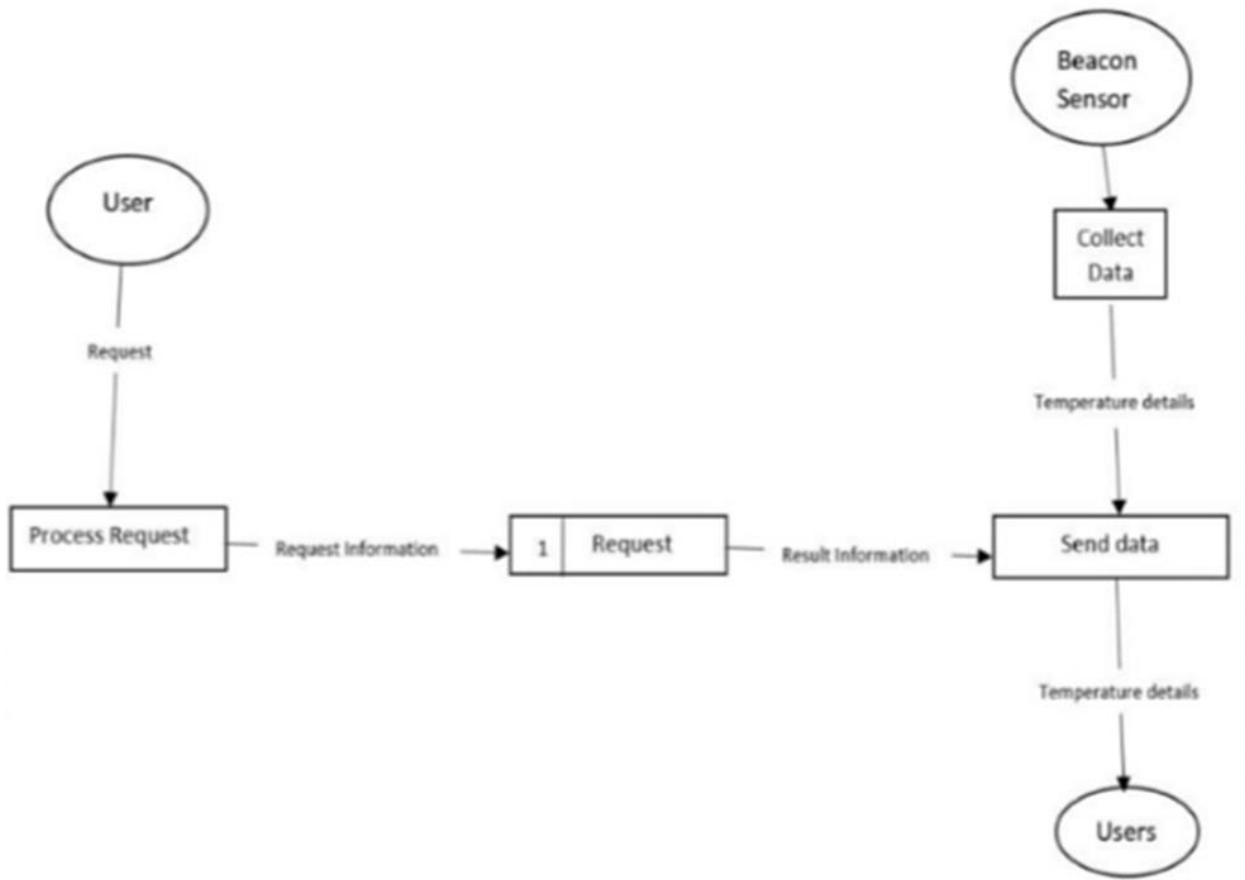 Beacon
Sensor
User
Collect
Data
Request
Temperature details
Process Request
Request Information
1
Request
Result Information
Send data
Temperature details
Users